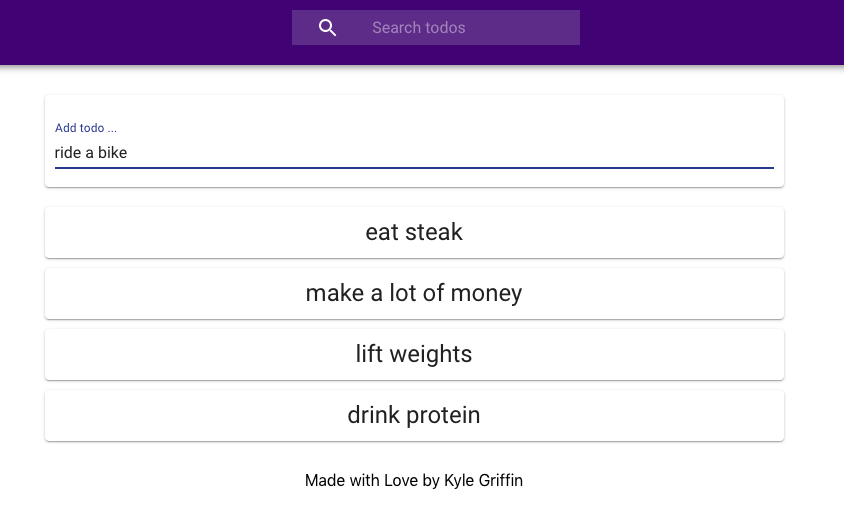 Search todos
Add todo ...
ride a bike
eat steak
make a lot of money
lift weights
drink protein
Made with Love by Kyle Griffin